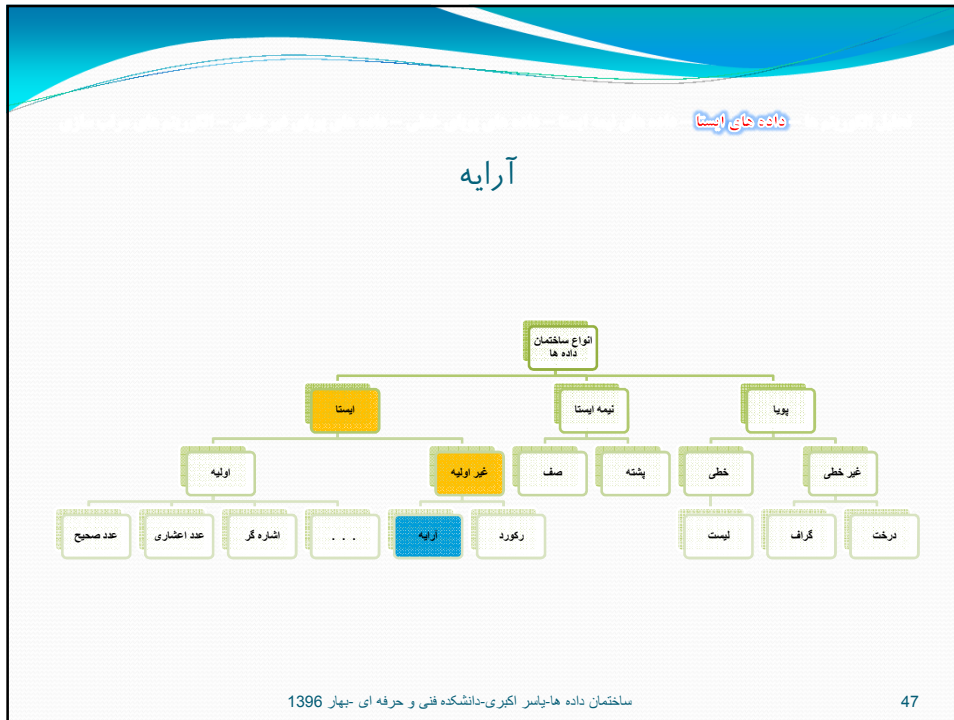 داده های ایستا
آرایه
انواع ساختمان
داده ها
پویا
نیمه ایستا
ایستا
غیر خطی
خطی
پشته
صف
غیر اولیه
اولیه
درخت
گراف
لیست
رکورد
آرایه
. . .
اشاره گر
عدد اعشاری
عدد صحیح
ساختمان داده ها-یاسر اکبری-دانشکده فنی و حرفه ای -بهار 1396
47